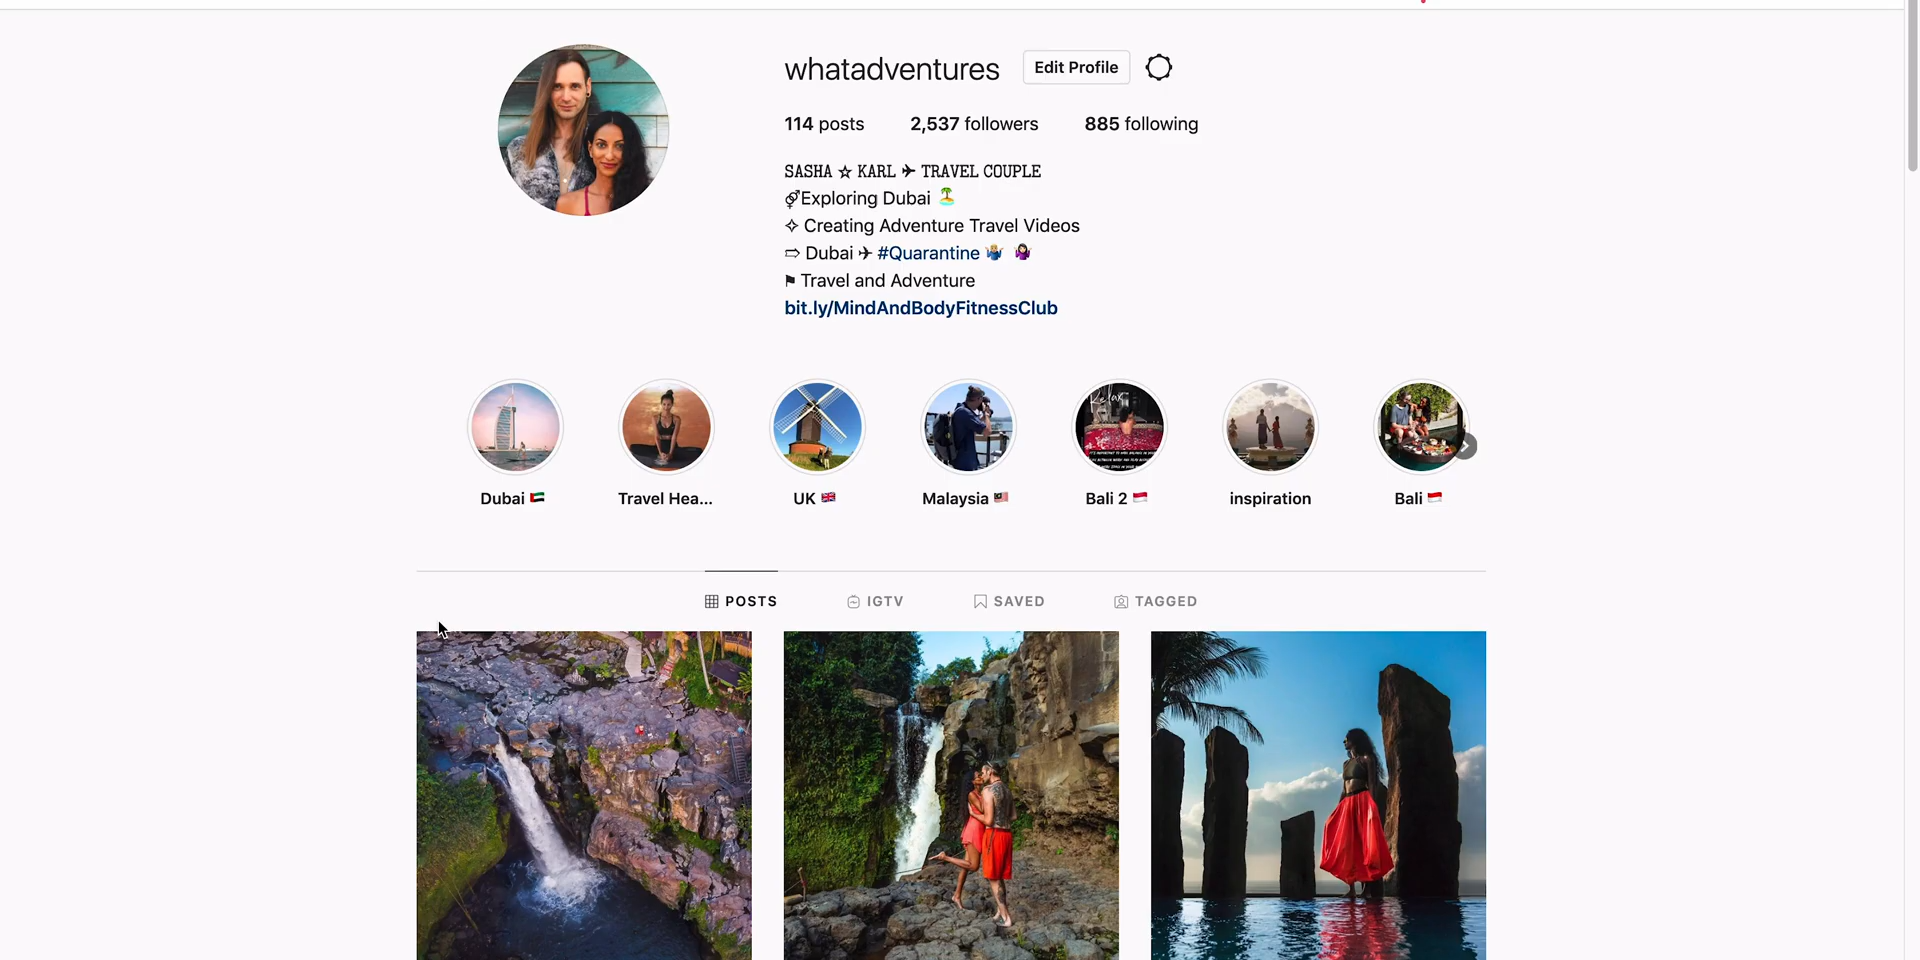 whatadventures Edit Profile
114 posts 2,537 followers 885 following
SASHA ☆ KARL ✈ TRAVEL COUPLE
⚤Exploring Dubai 🏝️
✧ Creating Adventure Travel Videos
⇨ Dubai ✈ #Quarantine 🤷🏼‍♂️ 🤷🏻‍♀️
⚑ Travel and Adventure
bit.ly/MindAndBodyFitnessClub
Relax
Dubai 🇦🇪 Travel Hea... UK 🇬🇧 Malaysia 🇲🇾 Bali 2 🇮🇩 inspiration Bali 🇮🇩
POSTS IGTV SAVED TAGGED